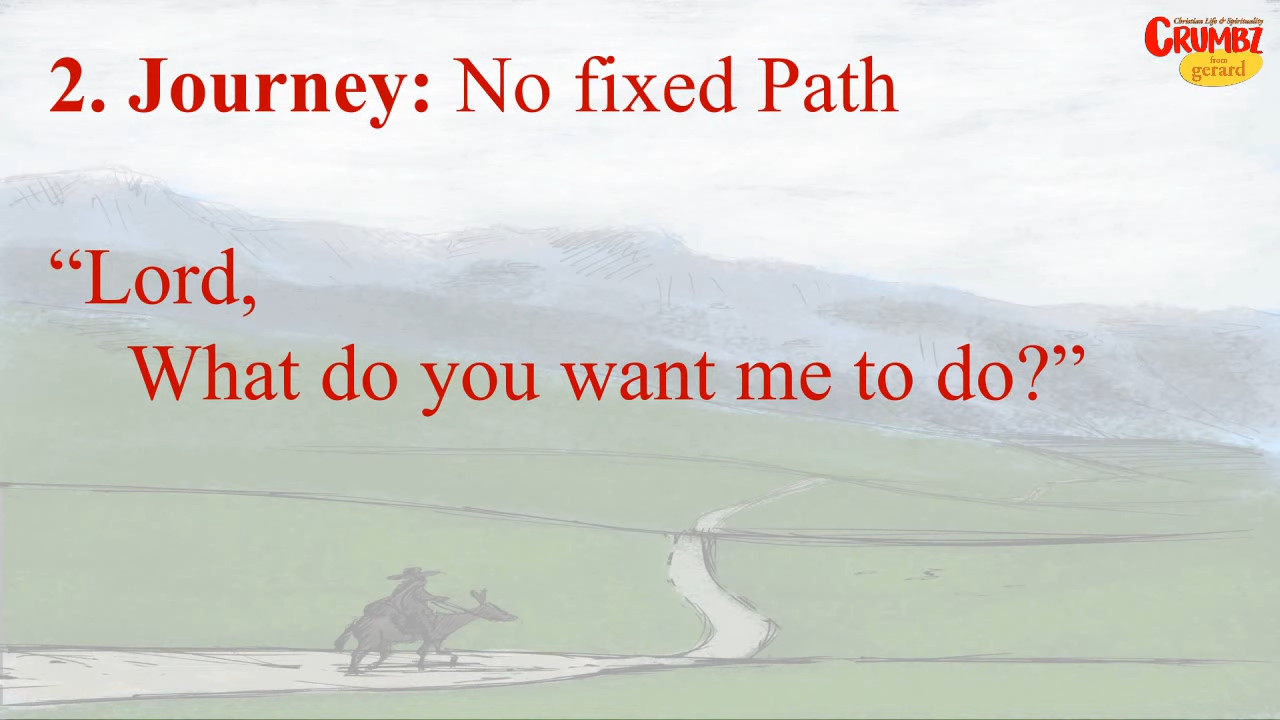 Christian Life & Spirituality
CRUMBZ
from
gerard
2. Journey: No fixed Path
“Lord,
What do you want me to do?”